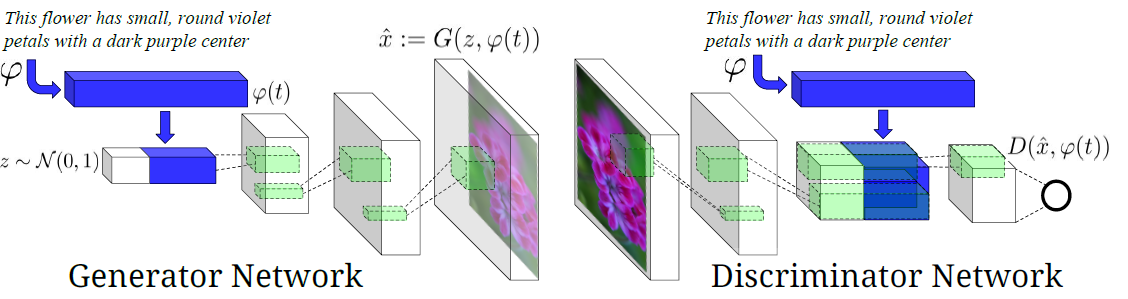 This flower has small, round violet
petals with a dark purple center
φ
φ(t)
z ∼ 𝒩(0, 1)
x̂ := G(z, φ(t))
Generator Network
This flower has small, round violet
petals with a dark purple center
φ
D(x̂, φ(t))
Discriminator Network